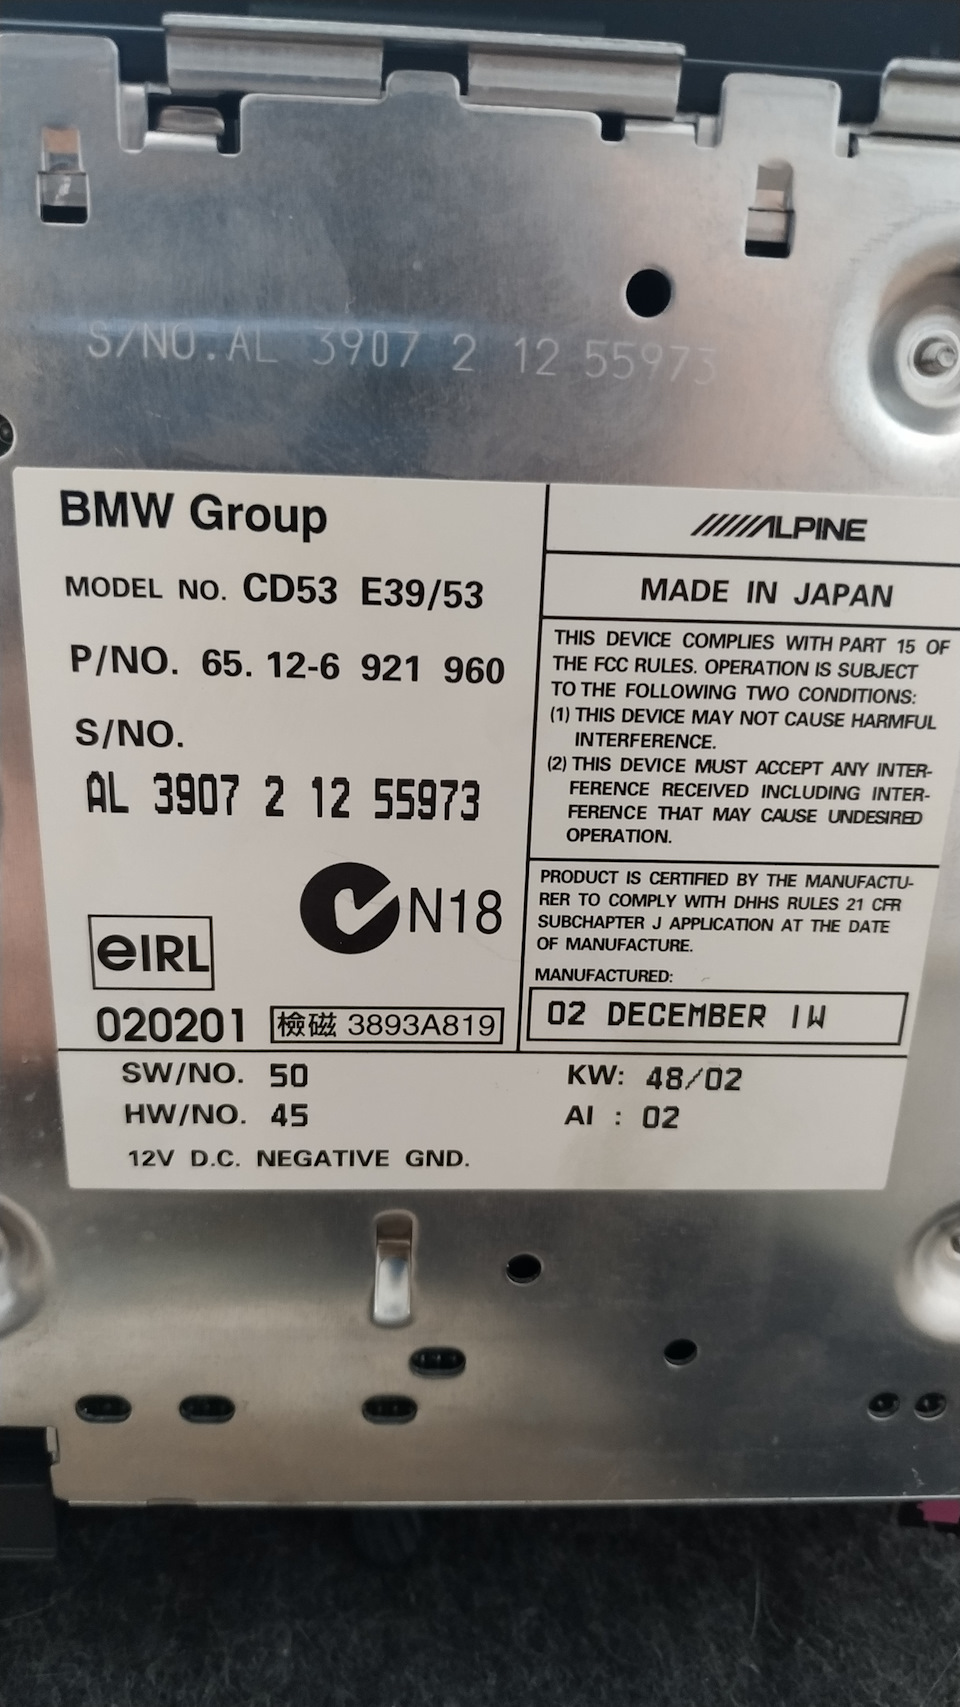 S/NO.AL 3907 2 12 55973
BMW Group
MODEL NO. CD53 E39/53
P/NO. 65. 12-6 921 960
S/NO.
AL 3907 2 12 55973
N18
eIRL
020201
檢磁 3893A819
ALPINE
MADE IN JAPAN
THIS DEVICE COMPLIES WITH PART 15 OF
THE FCC RULES. OPERATION IS SUBJECT
TO THE FOLLOWING TWO CONDITIONS:
(1) THIS DEVICE MAY NOT CAUSE HARMFUL
INTERFERENCE.
(2) THIS DEVICE MUST ACCEPT ANY INTER-
FERENCE RECEIVED INCLUDING INTER-
FERENCE THAT MAY CAUSE UNDESIRED
OPERATION.
PRODUCT IS CERTIFIED BY THE MANUFACTU-
RER TO COMPLY WITH DHHS RULES 21 CFR
SUBCHAPTER J APPLICATION AT THE DATE
OF MANUFACTURE.
MANUFACTURED:
02 DECEMBER 1W
SW/NO. 50
HW/NO. 45
12V D.C. NEGATIVE GND.
KW: 48/02
AI : 02